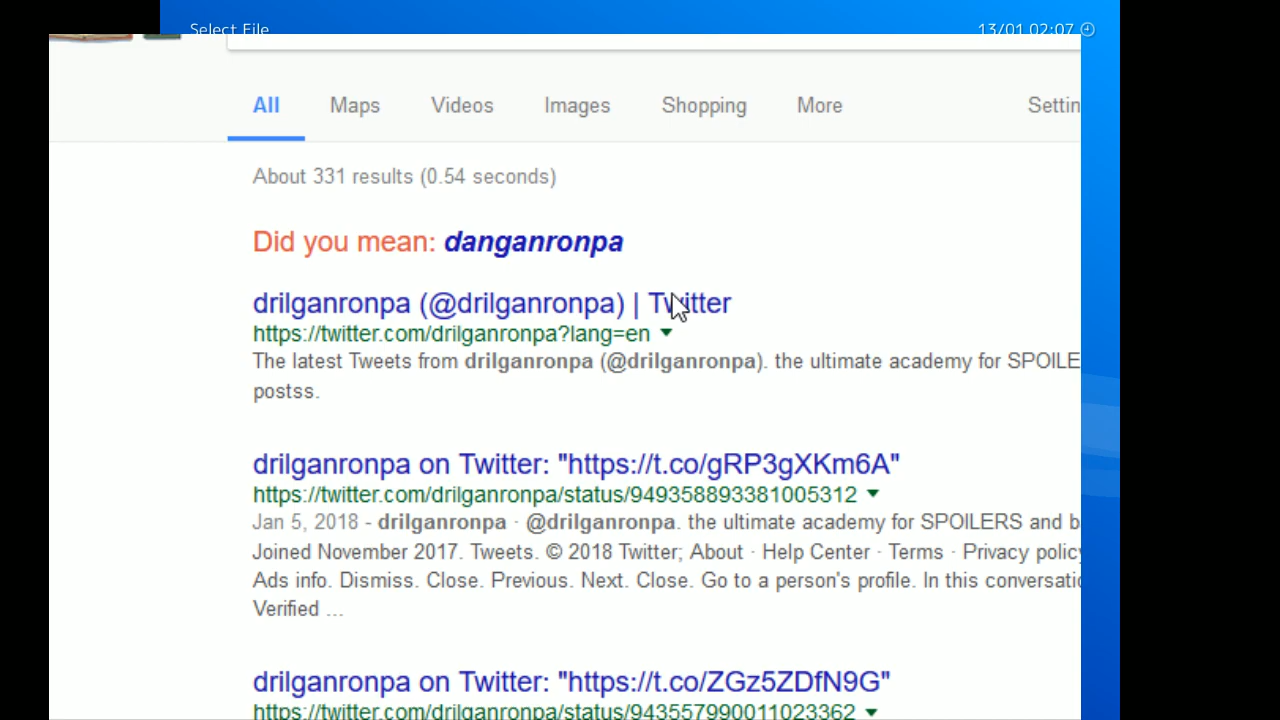 Select File 13/01 02:07
All Maps Videos Images Shopping More Settin
About 331 results (0.54 seconds)
Did you mean: danganronpa
drilganronpa (@drilganronpa) | Twitter
https://twitter.com/drilganronpa?lang=en
The latest Tweets from drilganronpa (@drilganronpa). the ultimate academy for SPOILE
postss.
drilganronpa on Twitter: "https://t.co/gRP3gXKm6A"
https://twitter.com/drilganronpa/status/949358893381005312
Jan 5, 2018 - drilganronpa · @drilganronpa. the ultimate academy for SPOILERS and b
Joined November 2017. Tweets. © 2018 Twitter; About · Help Center · Terms · Privacy policy
Ads info. Dismiss. Close. Previous. Next. Close. Go to a person's profile. In this conversatio
Verified ...
drilganronpa on Twitter: "https://t.co/ZGz5ZDfN9G"
https://twitter.com/drilganronpa/status/943557990011023362